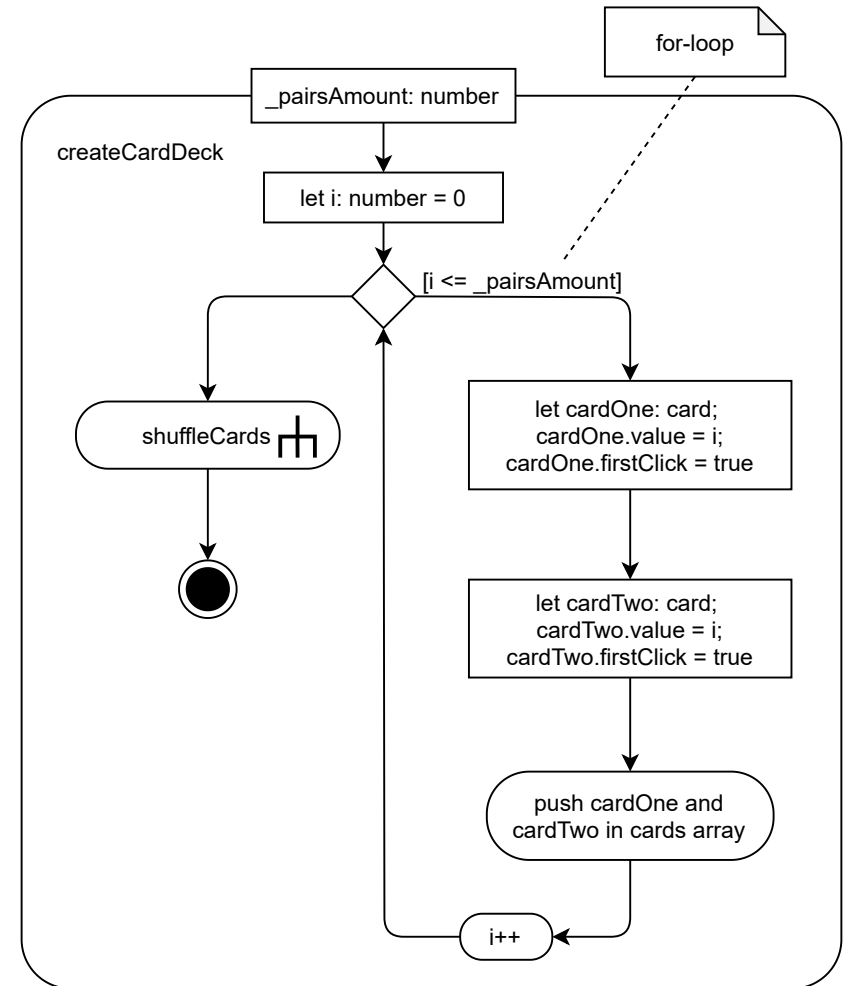 for-loop
_pairsAmount: number
createCardDeck
let i: number = 0
[i <= _pairsAmount]
let cardOne: card;
cardOne.value = i;
cardOne.firstClick = true
shuffleCards
let cardTwo: card;
cardTwo.value = i;
cardTwo.firstClick = true
push cardOne and
cardTwo in cards array
i++